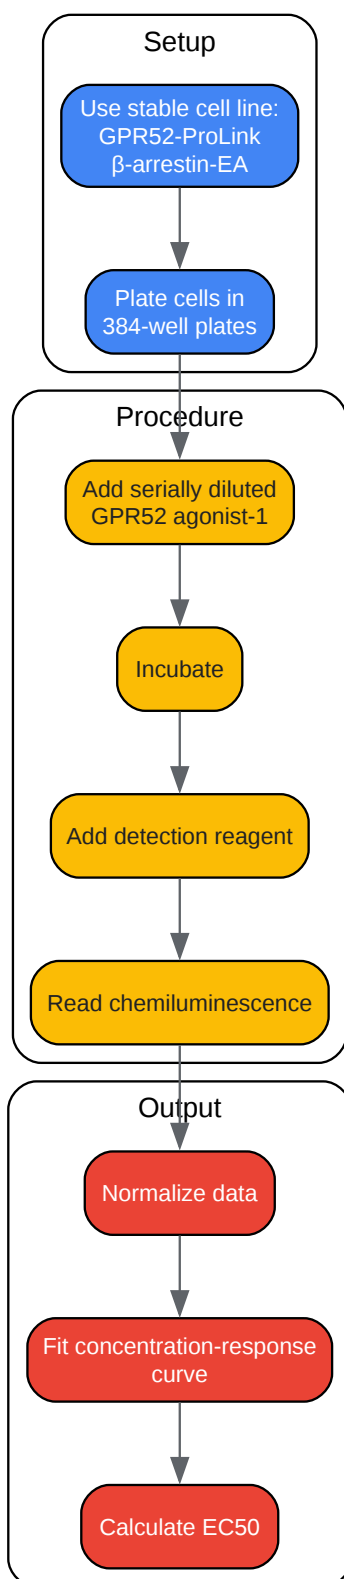 Setup
Use stable cell line:
GPR52-ProLink
β-arrestin-EA
Plate cells in
384-well plates
Procedure
Add serially diluted
GPR52 agonist-1
Incubate
Add detection reagent
Read chemiluminescence
Output
Normalize data
Fit concentration-response
curve
Calculate EC50